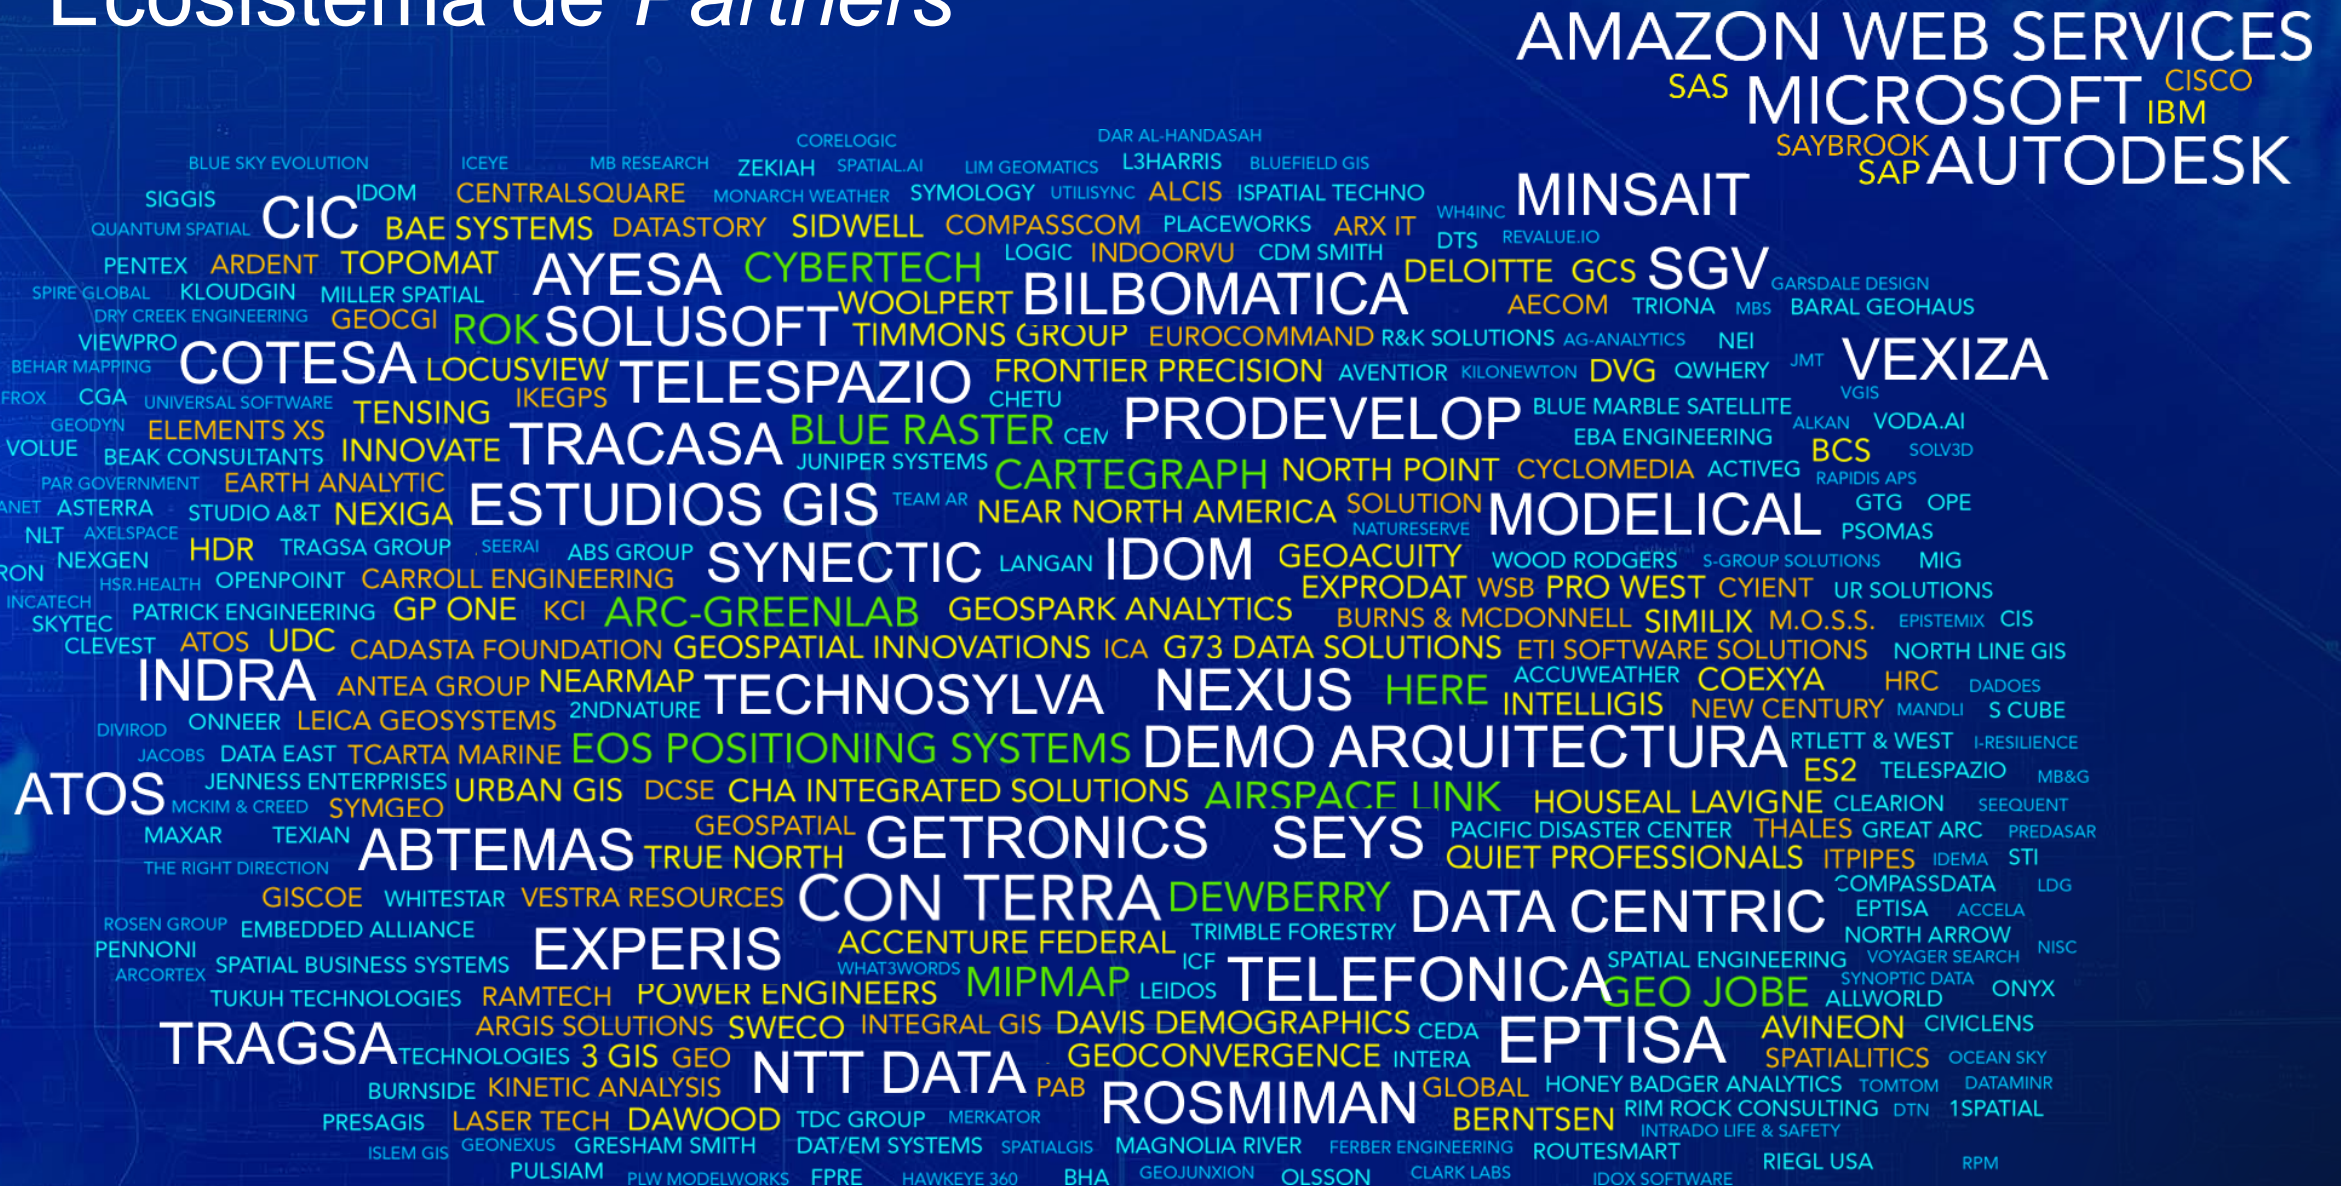 Ecosistema de Partners
AMAZON WEB SERVICES
SAS MICROSOFT CISCO
IBM
SAYBROOK
SAP AUTODESK
CORELOGIC DAR AL-HANDASAH
BLUE SKY EVOLUTION ICEYE MB RESEARCH ZEKIAH SPATIAL.AI LIM GEOMATICS L3HARRIS BLUEFIELD GIS
SIGGIS CIC IDOM CENTRALSQUARE MONARCH WEATHER SYMOLOGY UTILISYNC ALCIS ISPATIAL TECHNO MINSAIT
QUANTUM SPATIAL BAE SYSTEMS DATASTORY SIDWELL COMPASSCOM PLACEWORKS ARX IT WH4INC
DTS REVALUE.IO
PENTEX ARDENT TOPOMAT AYESA CYBERTECH LOGIC INDOORVU CDM SMITH DELOITTE GCS SGV GARSDALE DESIGN
SPIRE GLOBAL KLOUDGIN MILLER SPATIAL WOOLPERT BILBOMATICA AECOM TRIONA MBS BARAL GEOHAUS
DRY CREEK ENGINEERING GEOCGI ROK SOLUSOFT TIMMONS GROUP EUROCOMMAND R&K SOLUTIONS AG-ANALYTICS NEI
VIEWPRO
BEHAR MAPPING COTESA LOCUSVIEW TELESPAZIO FRONTIER PRECISION AVENTIOR KILONEWTON DVG QWHERY JMT VEXIZA
FROX CGA UNIVERSAL SOFTWARE TENSING IKEGPS CHETU PRODEVELOP BLUE MARBLE SATELLITE VGIS
GEODYN ELEMENTS XS TRACASA BLUE RASTER CEM EBA ENGINEERING ALKAN VODA.AI
VOLUE BEAK CONSULTANTS INNOVATE JUNIPER SYSTEMS BCS SOLV3D
PAR GOVERNMENT EARTH ANALYTIC CARTEGRAPH NORTH POINT CYCLOMEDIA ACTIVEG RAPIDIS APS
ANET ASTERRA STUDIO A&T NEXIGA ESTUDIOS GIS TEAM AR NEAR NORTH AMERICA SOLUTION MODELICAL GTG OPE
NLT AXELSPACE NATURESERVE PSOMAS
NEXGEN HDR TRAGSA GROUP SEERAI ABS GROUP SYNECTIC LANGAN IDOM GEOACUITY WOOD RODGERS S-GROUP SOLUTIONS MIG
RON HSR.HEALTH OPENPOINT CARROLL ENGINEERING EXPRODAT WSB PRO WEST CYIENT UR SOLUTIONS
INCATECH PATRICK ENGINEERING GP ONE KCI ARC-GREENLAB GEOSPARK ANALYTICS BURNS & MCDONNELL SIMILIX M.O.S.S. EPISTEMIX CIS
SKYTEC
CLEVEST ATOS UDC CADASTA FOUNDATION GEOSPATIAL INNOVATIONS ICA G73 DATA SOLUTIONS ETI SOFTWARE SOLUTIONS NORTH LINE GIS
INDRA ANTEA GROUP NEARMAP TECHNOSYLVA NEXUS HERE ACCUWEATHER COEXYA HRC DADOES
DIVIROD ONNEER LEICA GEOSYSTEMS 2NDNATURE INTELLIGIS NEW CENTURY MANDLI S CUBE
JACOBS DATA EAST TCARTA MARINE EOS POSITIONING SYSTEMS DEMO ARQUITECTURA RTLETT & WEST I-RESILIENCE
ATOS JENNESS ENTERPRISES URBAN GIS DCSE CHA INTEGRATED SOLUTIONS AIRSPACE LINK ES2 TELESPAZIO MB&G
MCKIM & CREED SYMGEO HOUSEAL LAVIGNE CLEARION SEEQUENT
MAXAR TEXIAN ABTEMAS GEOSPATIAL GETRONICS SEYS PACIFIC DISASTER CENTER THALES GREAT ARC PREDASAR
THE RIGHT DIRECTION TRUE NORTH QUIET PROFESSIONALS ITPIPES IDEMA STI
GISCOE WHITESTAR VESTRA RESOURCES CON TERRA DEWBERRY DATA CENTRIC COMPASSDATA LDG
ROSEN GROUP EMBEDDED ALLIANCE TRIMBLE FORESTRY EPTISA ACCELA
PENNONI EXPERIS ACCENTURE FEDERAL NORTH ARROW NISC
ARCORTEX SPATIAL BUSINESS SYSTEMS WHAT3WORDS MIPMAP ICF TELEFONICA SPATIAL ENGINEERING VOYAGER SEARCH
TUKUH TECHNOLOGIES RAMTECH POWER ENGINEERS LEIDOS GEO JOBE SYNOPTIC DATA
ALLWORLD ONYX
TRAGSA ARGIS SOLUTIONS SWECO INTEGRAL GIS DAVIS DEMOGRAPHICS CEDA EPTISA AVINEON CIVICLENS
TECHNOLOGIES 3 GIS GEO NTT DATA GEOCONVERGENCE INTERA SPATIALITICS OCEAN SKY
BURNSIDE KINETIC ANALYSIS PAB ROSMIMAN GLOBAL HONEY BADGER ANALYTICS TOMTOM DATAMINR
PRESAGIS LASER TECH DAWOOD TDC GROUP MERKATOR BERNTSEN RIM ROCK CONSULTING DTN 1SPATIAL
INTRADO LIFE & SAFETY
ISLEM GIS GEONEXUS GRESHAM SMITH DAT/EM SYSTEMS SPATIALGIS MAGNOLIA RIVER FERBER ENGINEERING ROUTESMART
PULSIAM PLW MODELWORKS FPRE HAWKEYE 360 BHA GEOJUNXION OLSSON CLARK LABS IDOX SOFTWARE RIEGL USA RPM